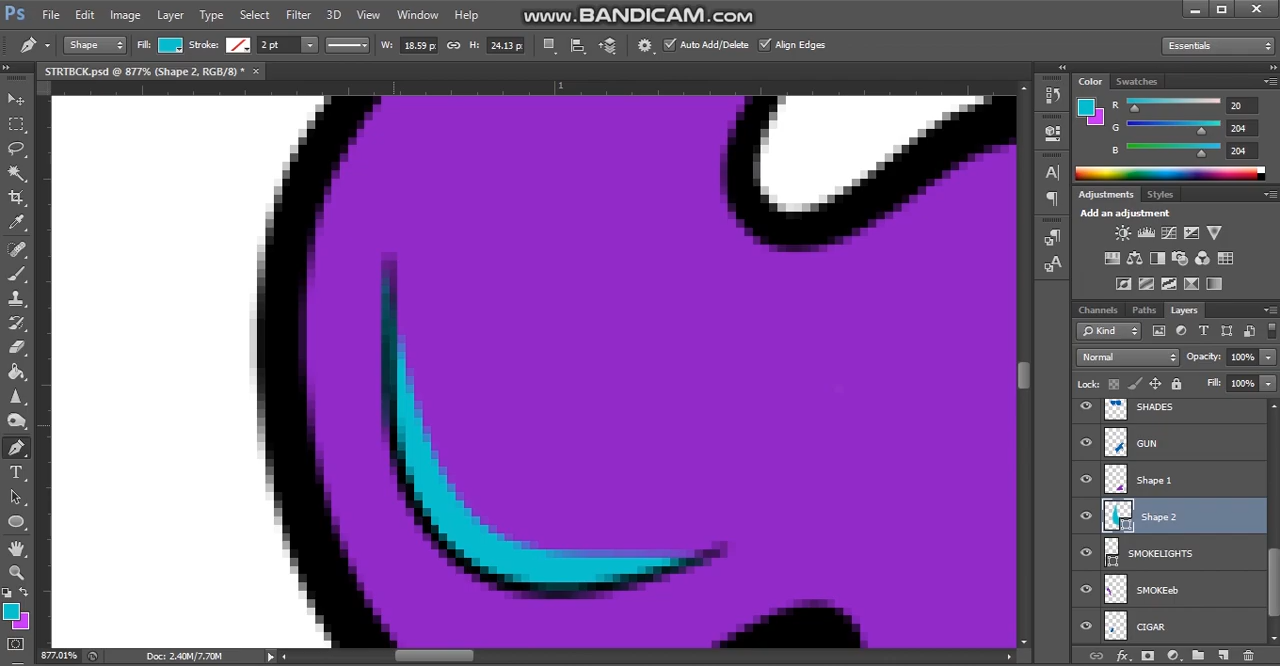 www.BANDICAM.com
Ps File Edit Image Layer Type Select Filter 3D View Window Help
Shape Fill: Stroke: 2 pt W: 18.59 p: H: 24.13 p: Auto Add/Delete Align Edges Essentials
STRTBCK.psd @ 877% (Shape 2, RGB/8) * ×
1
Color Swatches
R 20
G 204
B 204
Adjustments Styles
Add an adjustment
Channels Paths Layers
Kind T
Normal Opacity: 100%
Lock: Fill: 100%
SHADES
GUN
Shape 1
Shape 2
SMOKELIGHTS
SMOKEeb
CIGAR
fx
877.01% Doc: 2.40M/7.70M